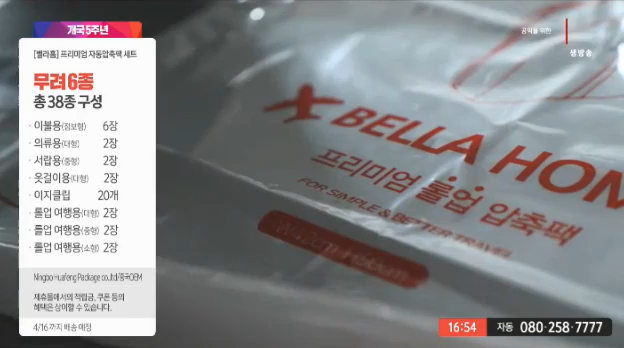 개국 5주년
[벨라홈] 프리미엄 자동압축팩 세트
무려 6종
총 38종 구성
· 이불용(점보형) 6장
· 의류용(대형) 2장
· 서랍용(중형) 2장
· 옷걸이용(대형) 2장
· 이지클립 20개
· 롤업 여행용(대형) 2장
· 롤업 여행용(중형) 2장
· 롤업 여행용(소형) 2장
Ningbo Huafeng Package co.,ltd/중국OEM
제휴몰에서의 적립금, 쿠폰 등의
혜택은 상이할 수 있습니다.
4/16 까지 배송 예정
공익을 위한
생방송
BELLA HOM
프리미엄 롤업 압축팩
FOR SIMPLE & BETTER TRAVEL
16:54 자동 080·258·7777